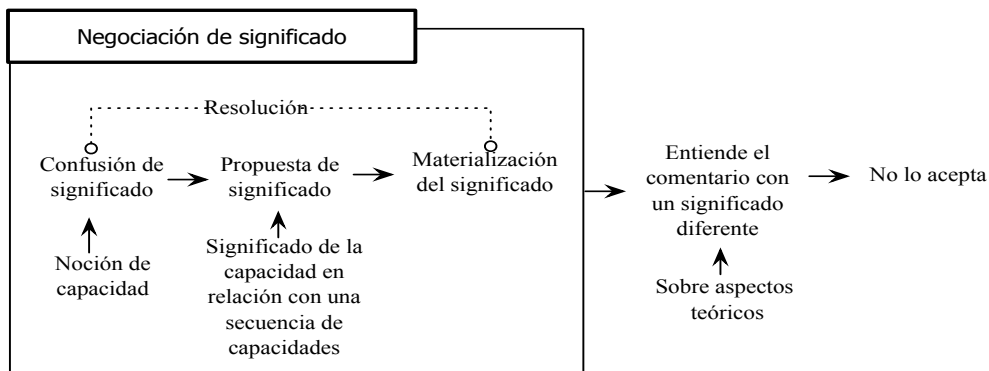 Negociación de significado
Resolución
Confusión de
significado
Propuesta de
significado
Materialización
del significado
Entiende el
comentario con
un significado
diferente
No lo acepta
Noción de
capacidad
Significado de la
capacidad en
relación con una
secuencia de
capacidades
Sobre aspectos
teóricos